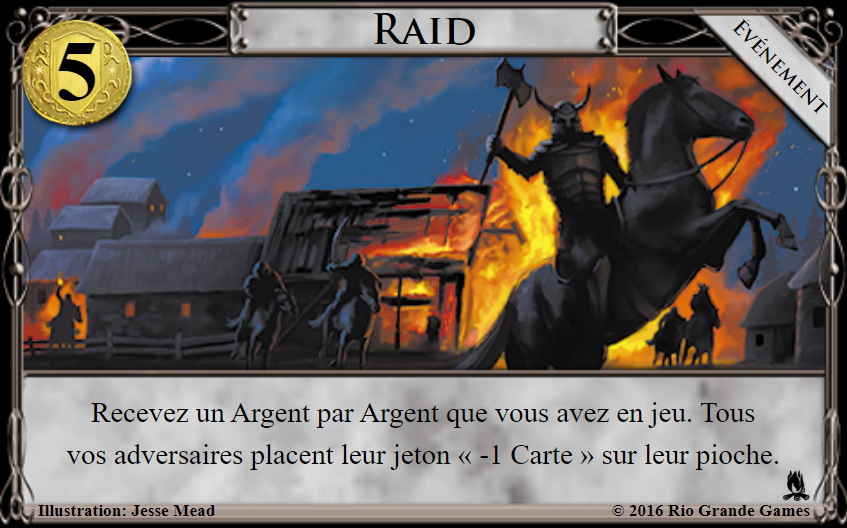 RAID
5
ÉVÉNEMENT
Recevez un Argent par Argent que vous avez en jeu. Tous
vos adversaires placent leur jeton « -1 Carte » sur leur pioche.
Illustration: Jesse Mead
© 2016 Rio Grande Games